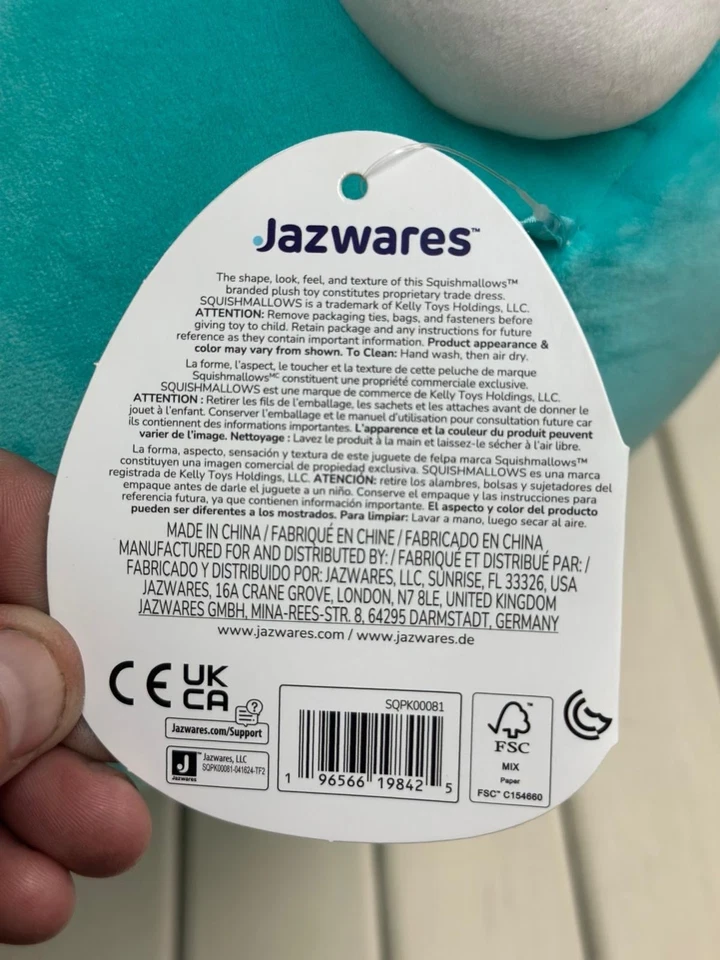 Jazwares™
The shape, look, feel, and texture of this Squishmallows™
branded plush toy constitutes proprietary trade dress.
SQUISHMALLOWS is a trademark of Kelly Toys Holdings, LLC.
ATTENTION: Remove packaging ties, bags, and fasteners before
giving toy to child. Retain package and any instructions for future
reference as they contain important information. Product appearance &
color may vary from shown. To Clean: Hand wash, then air dry.
La forme, l'aspect, le toucher et la texture de cette peluche de marque
Squishmallowsᴹᶜ constituent une propriété commerciale exclusive.
SQUISHMALLOWS est une marque de commerce de Kelly Toys Holdings, LLC.
ATTENTION : Retirer les fils de l'emballage, les sachets et les attaches avant de donner le
jouet à l'enfant. Conserver l'emballage et le manuel d'utilisation pour consultation future car
ils contiennent des informations importantes. L'apparence et la couleur du produit peuvent
varier de l'image. Nettoyage : Lavez le produit à la main et laissez-le sécher à l'air libre.
La forma, aspecto, sensación y textura de este juguete de felpa marca Squishmallows™
constituyen una imagen comercial de propiedad exclusiva. SQUISHMALLOWS es una marca
registrada de Kelly Toys Holdings, LLC. ATENCIÓN: retire los alambres, bolsas y sujetadores del
empaque antes de darle el juguete a un niño. Conserve el empaque y las instrucciones para
referencia futura, ya que contienen información importante. El aspecto y color del producto
pueden ser diferentes a los mostrados. Para limpiar: Lavar a mano, luego secar al aire.
MADE IN CHINA / FABRIQUÉ EN CHINE / FABRICADO EN CHINA
MANUFACTURED FOR AND DISTRIBUTED BY: / FABRIQUÉ ET DISTRIBUÉ PAR: /
FABRICADO Y DISTRIBUIDO POR: JAZWARES, LLC, SUNRISE, FL 33326, USA
JAZWARES, 16A CRANE GROVE, LONDON, N7 8LE, UNITED KINGDOM
JAZWARES GMBH, MINA-REES-STR. 8, 64295 DARMSTADT, GERMANY
www.jazwares.com / www.jazwares.de
CE UK
CA
?
Jazwares.com/Support
J™ Jazwares, LLC
SQPK00081-041624-TF2
Jazwares
SQPK00081
1 96566 19842 5
FSC™
MIX
Paper
FSC™ C154660